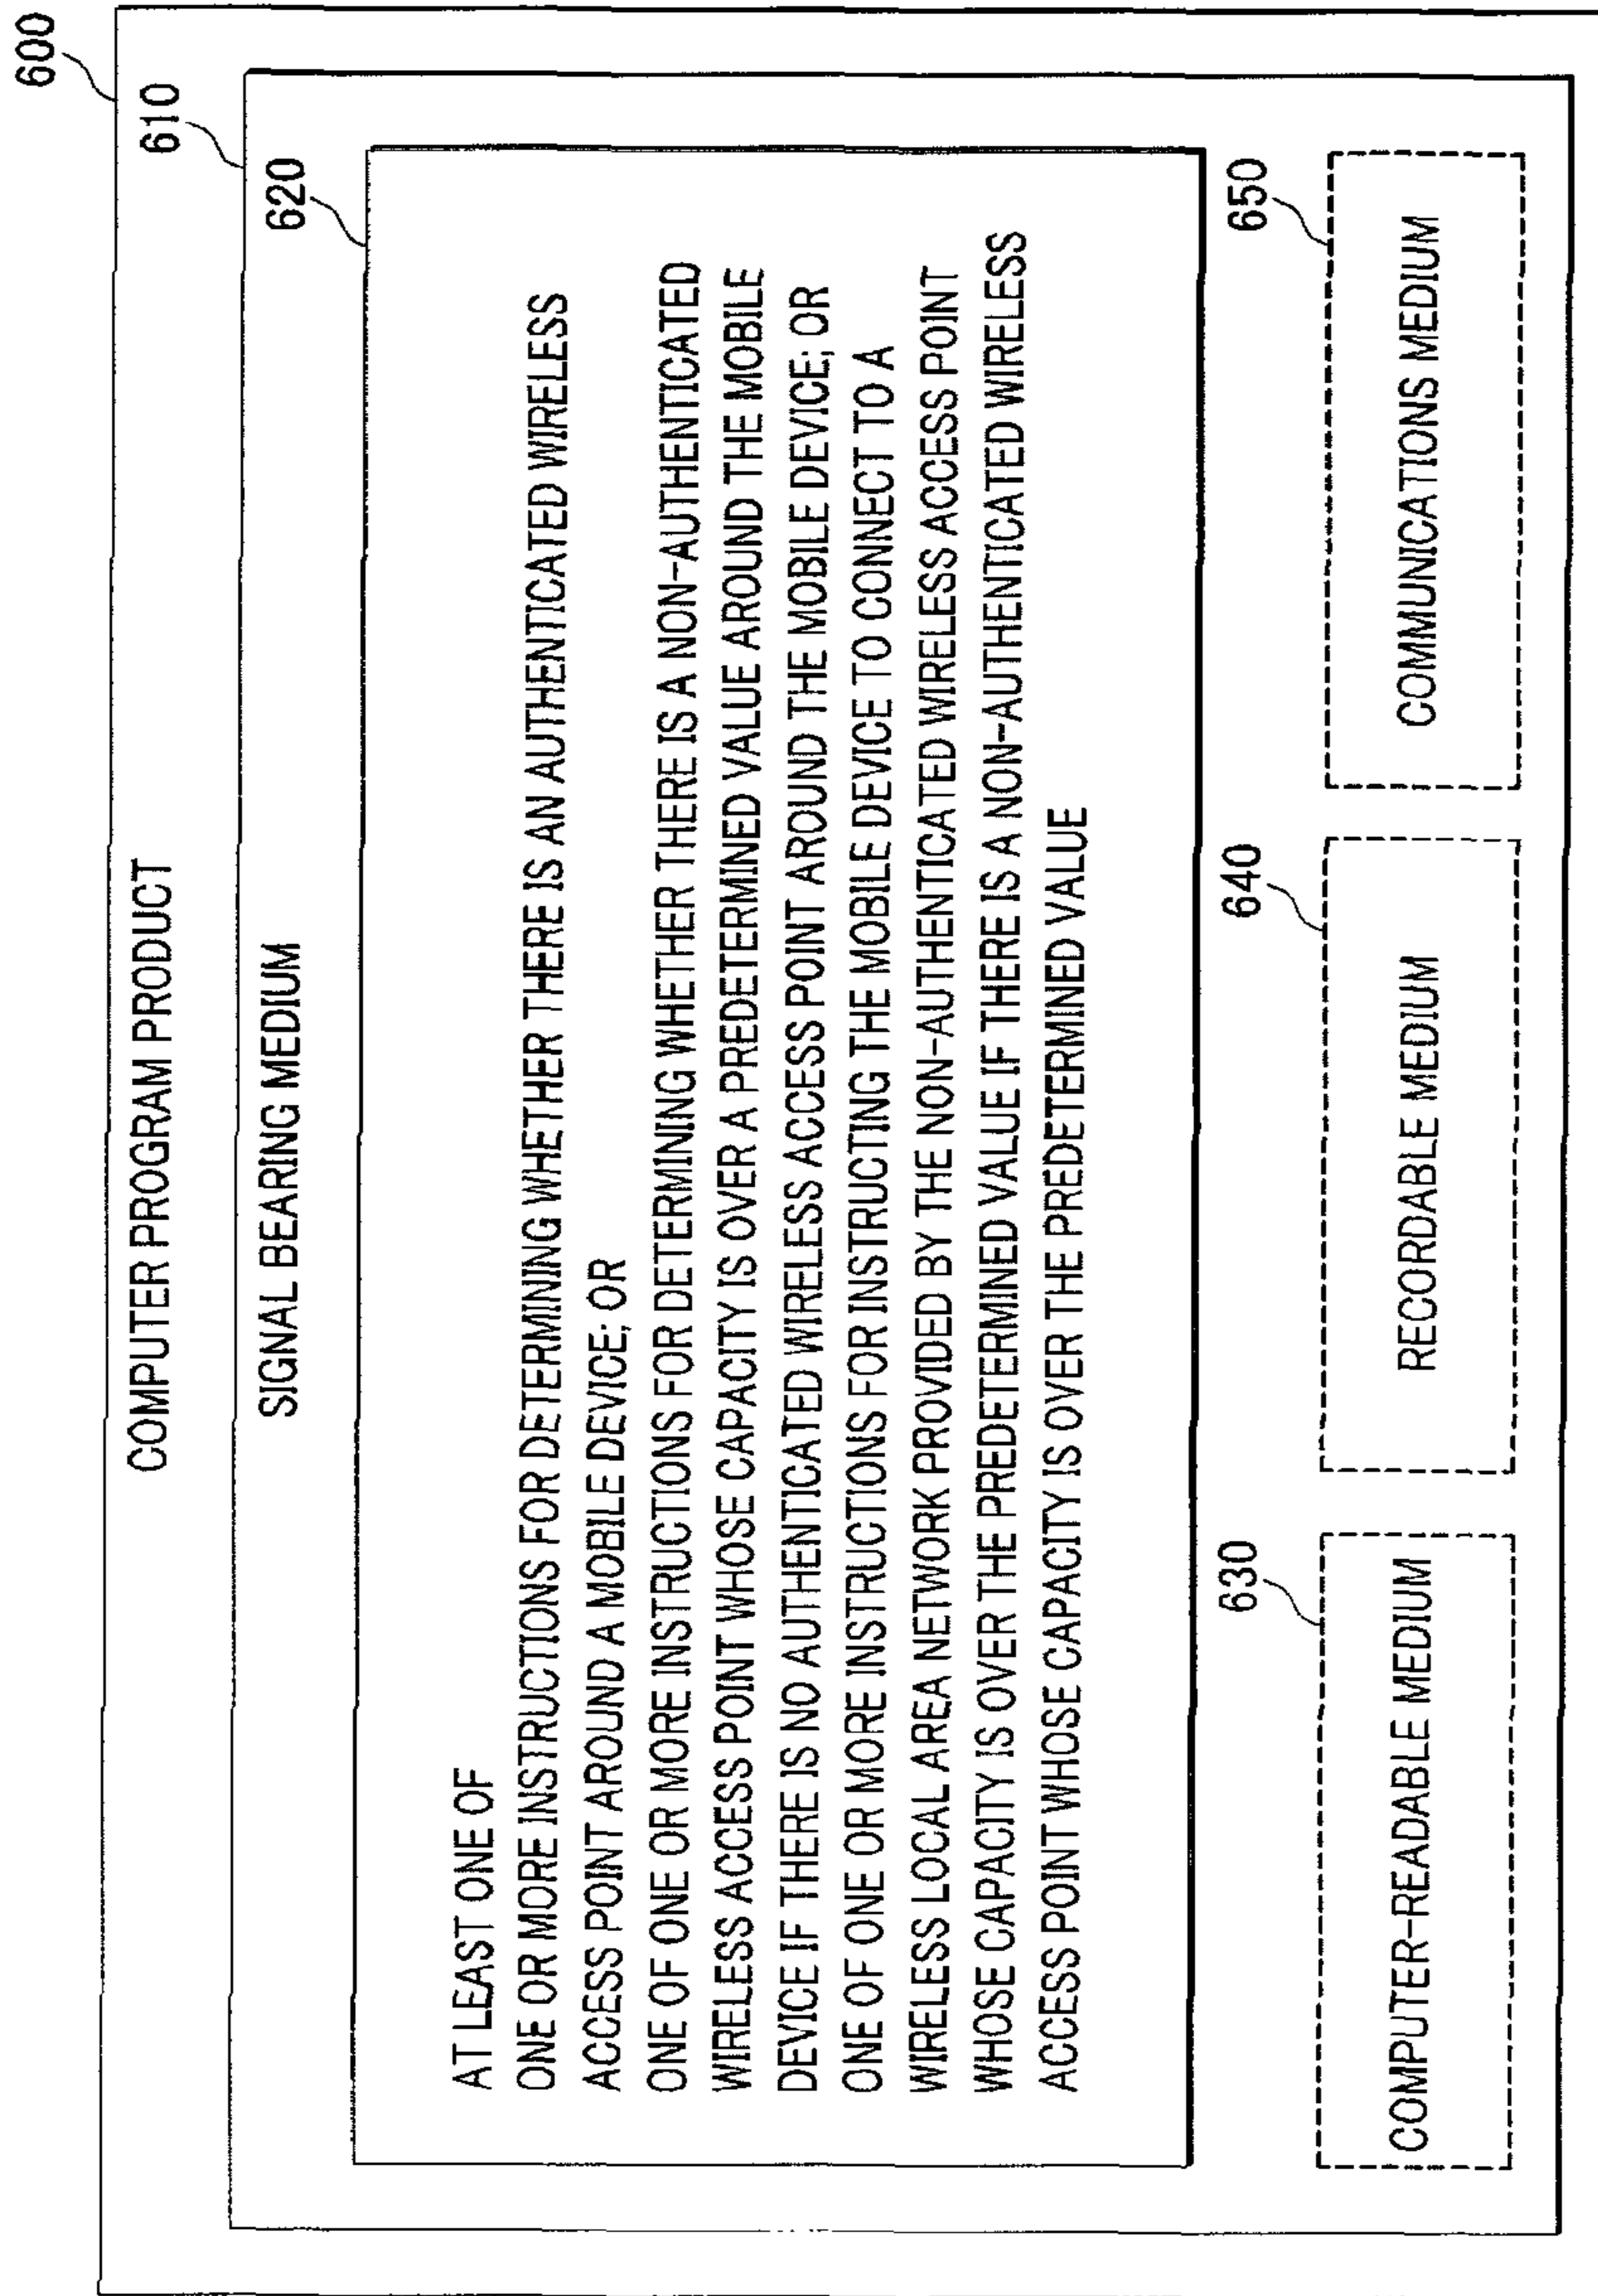 600
COMPUTER PROGRAM PRODUCT
610
SIGNAL BEARING MEDIUM
620
AT LEAST ONE OF
ONE OR MORE INSTRUCTIONS FOR DETERMINING WHETHER THERE IS AN AUTHENTICATED WIRELESS
ACCESS POINT AROUND A MOBILE DEVICE; OR
ONE OF ONE OR MORE INSTRUCTIONS FOR DETERMINING WHETHER THERE IS A NON-AUTHENTICATED
WIRELESS ACCESS POINT WHOSE CAPACITY IS OVER A PREDETERMINED VALUE AROUND THE MOBILE
DEVICE IF THERE IS NO AUTHENTICATED WIRELESS ACCESS POINT AROUND THE MOBILE DEVICE; OR
ONE OF ONE OR MORE INSTRUCTIONS FOR INSTRUCTING THE MOBILE DEVICE TO CONNECT TO A
WIRELESS LOCAL AREA NETWORK PROVIDED BY THE NON-AUTHENTICATED WIRELESS ACCESS POINT
WHOSE CAPACITY IS OVER THE PREDETERMINED VALUE IF THERE IS A NON-AUTHENTICATED WIRELESS
ACCESS POINT WHOSE CAPACITY IS OVER THE PREDETERMINED VALUE
630
COMPUTER-READABLE MEDIUM
640
RECORDABLE MEDIUM
650
COMMUNICATIONS MEDIUM